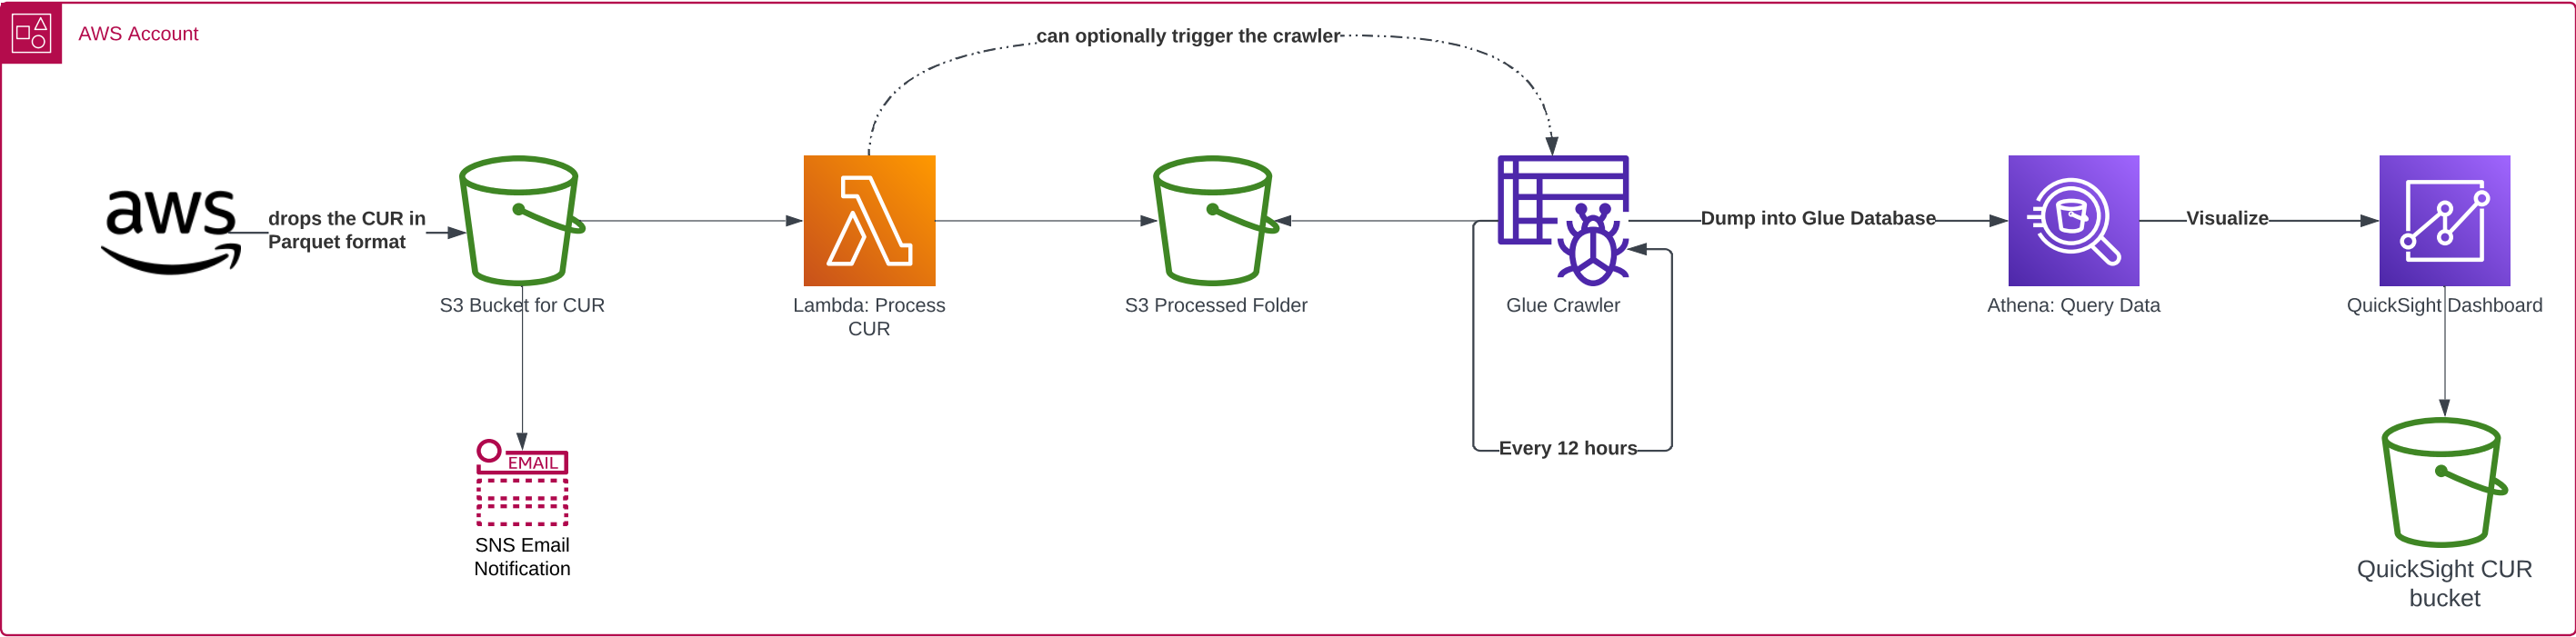 AWS Account
can optionally trigger the crawler
aws
drops the CUR in
Parquet format
Dump into Glue Database
Visualize
S3 Bucket for CUR
Lambda: Process
CUR
S3 Processed Folder
Glue Crawler
Athena: Query Data
QuickSight Dashboard
Every 12 hours
EMAIL
SNS Email
Notification
QuickSight CUR
bucket